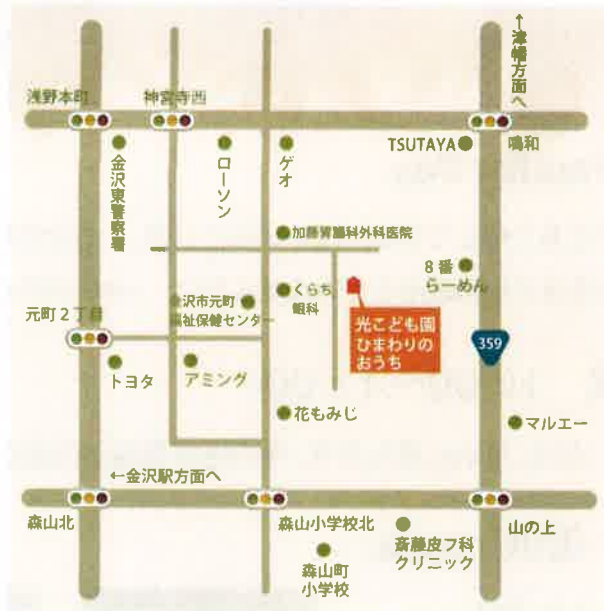 ↑津幡方面へ
浅野本町
神宮寺西
TSUTAYA
鳴和
金沢東警察署
ローソン
ゲオ
加藤胃腸科外科医院
8番
らーめん
くらち
眼科
金沢市元町
福祉保健センター
光こども園
ひまわりの
おうち
元町2丁目
359
トヨタ
アミング
花もみじ
マルエー
←金沢駅方面へ
森山北
森山小学校北
山の上
斎藤皮フ科
クリニック
森山町
小学校